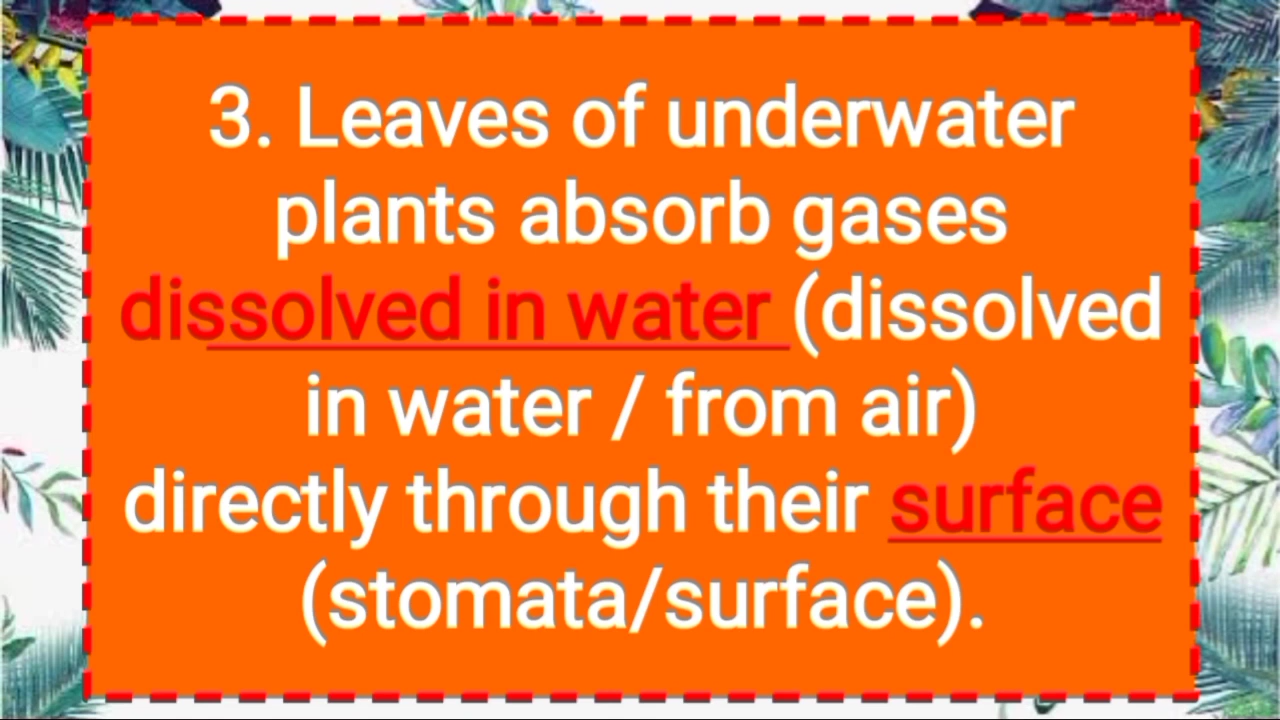 3. Leaves of underwater
plants absorb gases
dissolved in water (dissolved
in water / from air)
directly through their surface
(stomata/surface).